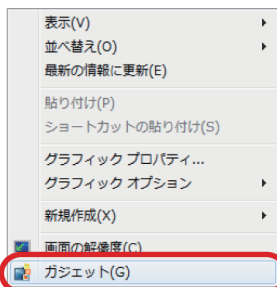 表示(V)
並べ替え(O)
最新の情報に更新(E)
貼り付け(P)
ショートカットの貼り付け(S)
グラフィック プロパティ...
グラフィック オプション
新規作成(X)
画面の解像度(C)
ガジェット(G)